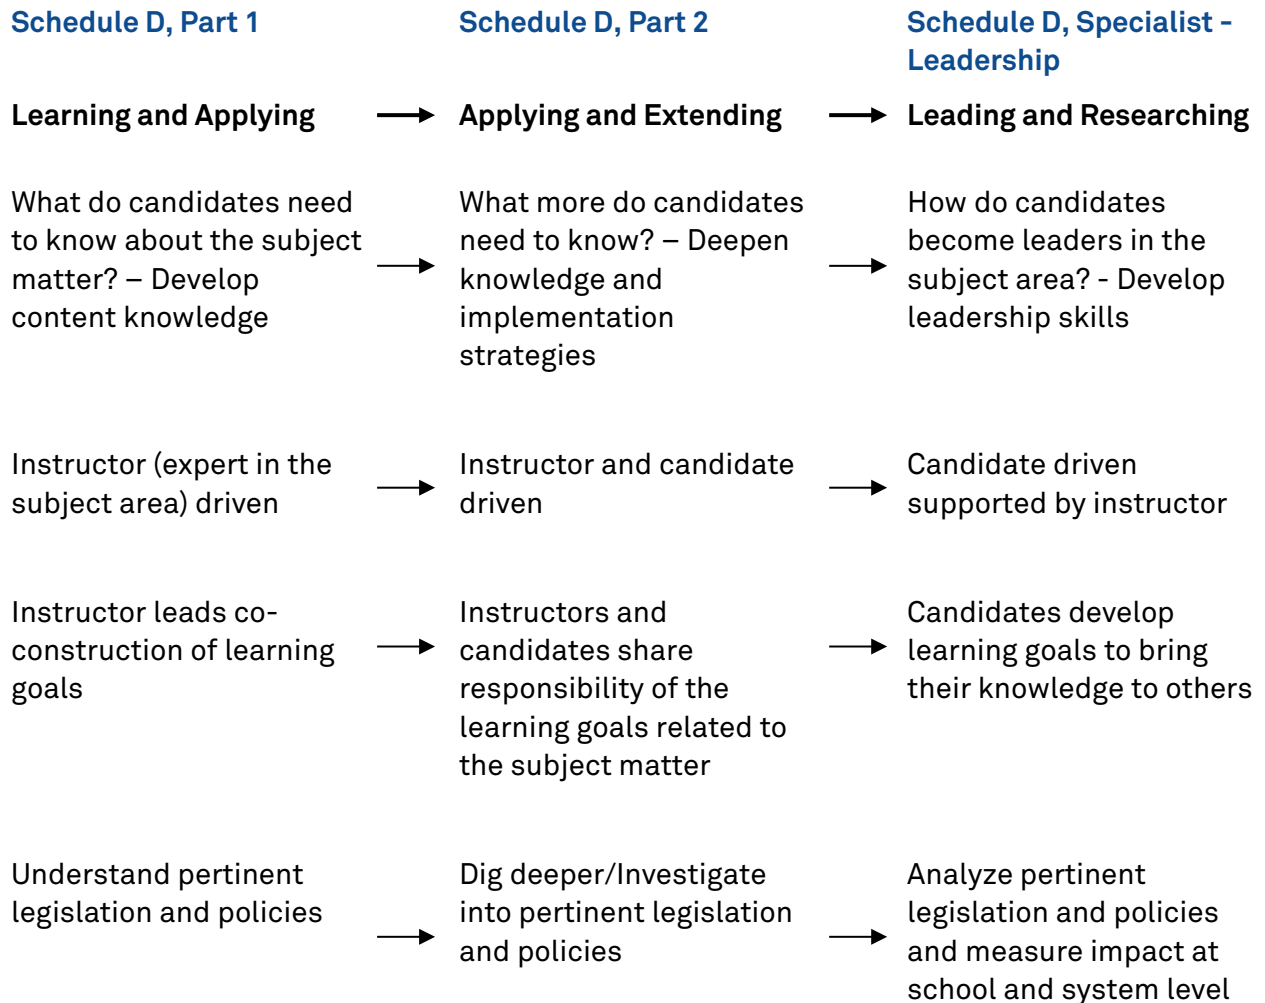 Schedule D, Part 1
Schedule D, Part 2
Schedule D, Specialist -
Leadership
Learning and Applying
Applying and Extending
Leading and Researching
What do candidates need
to know about the subject
matter? – Develop
content knowledge
What more do candidates
need to know? – Deepen
knowledge and
implementation
strategies
How do candidates
become leaders in the
subject area? - Develop
leadership skills
Instructor (expert in the
subject area) driven
Instructor and candidate
driven
Candidate driven
supported by instructor
Instructor leads co-
construction of learning
goals
Instructors and
candidates share
responsibility of the
learning goals related to
the subject matter
Candidates develop
learning goals to bring
their knowledge to others
Understand pertinent
legislation and policies
Dig deeper/Investigate
into pertinent legislation
and policies
Analyze pertinent
legislation and policies
and measure impact at
school and system level